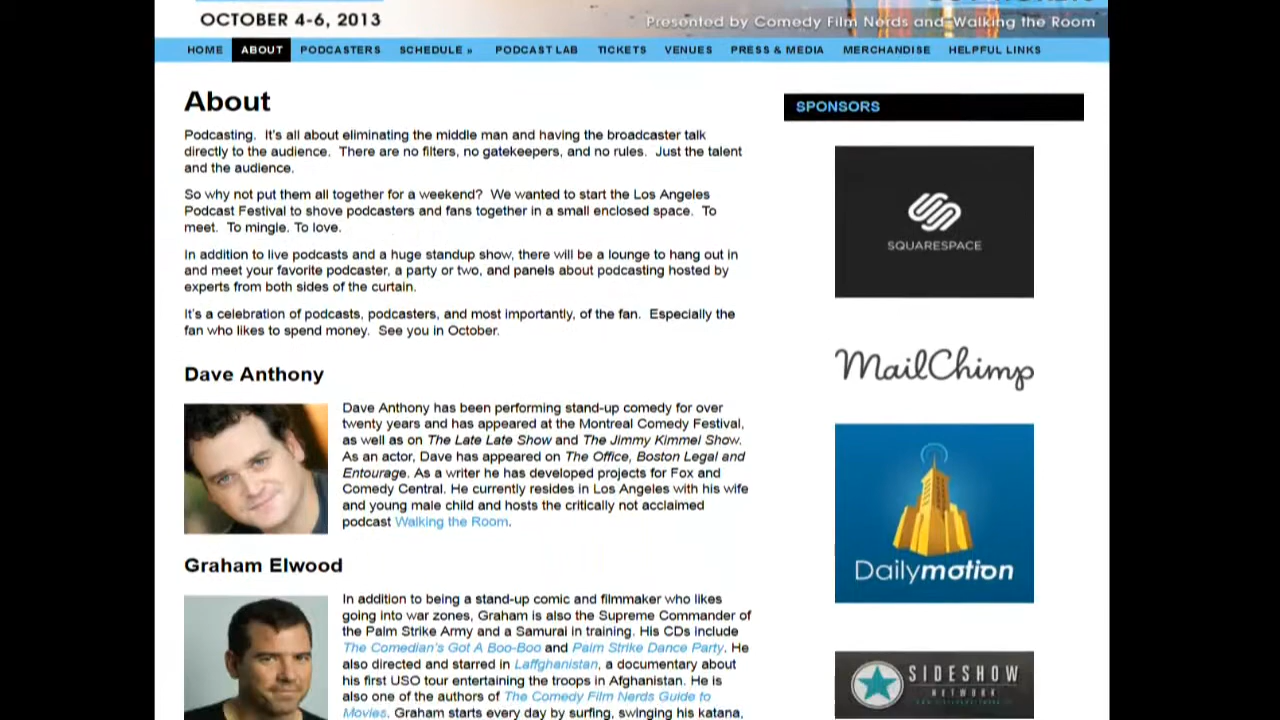 OCTOBER 4-6, 2013
Presented by Comedy Film Nerds and Walking the Room
HOME ABOUT PODCASTERS SCHEDULE » PODCAST LAB TICKETS VENUES PRESS & MEDIA MERCHANDISE HELPFUL LINKS
About
Podcasting. It's all about eliminating the middle man and having the broadcaster talk
directly to the audience. There are no filters, no gatekeepers, and no rules. Just the talent
and the audience.
So why not put them all together for a weekend? We wanted to start the Los Angeles
Podcast Festival to shove podcasters and fans together in a small enclosed space. To
meet. To mingle. To love.
In addition to live podcasts and a huge standup show, there will be a lounge to hang out in
and meet your favorite podcaster, a party or two, and panels about podcasting hosted by
experts from both sides of the curtain.
It's a celebration of podcasts, podcasters, and most importantly, of the fan. Especially the
fan who likes to spend money. See you in October.
Dave Anthony
Dave Anthony has been performing stand-up comedy for over
twenty years and has appeared at the Montreal Comedy Festival,
as well as on The Late Late Show and The Jimmy Kimmel Show.
As an actor, Dave has appeared on The Office, Boston Legal and
Entourage. As a writer he has developed projects for Fox and
Comedy Central. He currently resides in Los Angeles with his wife
and young male child and hosts the critically not acclaimed
podcast Walking the Room.
Graham Elwood
In addition to being a stand-up comic and filmmaker who likes
going into war zones, Graham is also the Supreme Commander of
the Palm Strike Army and a Samurai in training. His CDs include
The Comedian's Got A Boo-Boo and Palm Strike Dance Party. He
also directed and starred in Laffghanistan, a documentary about
his first USO tour entertaining the troops in Afghanistan. He is
also one of the authors of The Comedy Film Nerds Guide to
Movies. Graham starts every day by surfing, swinging his katana,
SPONSORS
SQUARESPACE
MailChimp
Dailymotion
SIDESHOW
NETWORK